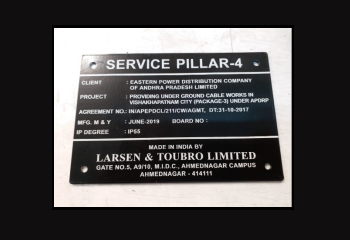 SERVICE PILLAR-4
CLIENT : EASTERN POWER DISTRIBUTION COMPANY
OF ANDHRA PRADESH LIMITED
PROJECT : PROVIDING UNDER GROUND CABLE WORKS IN
VISHAKHAPATNAM CITY (PACKAGE-3) UNDER APDRP
AGREEMENT NO.: IN/APEPDCL/211/CW/AGMT, DT:31-10-2017
MFG. M & Y : JUNE-2019 BOARD NO :
IP DEGREE : IP55
MADE IN INDIA BY
LARSEN & TOUBRO LIMITED
GATE NO.5, A9/10, M.I.D.C., AHMEDNAGAR CAMPUS
AHMEDNAGAR - 414111